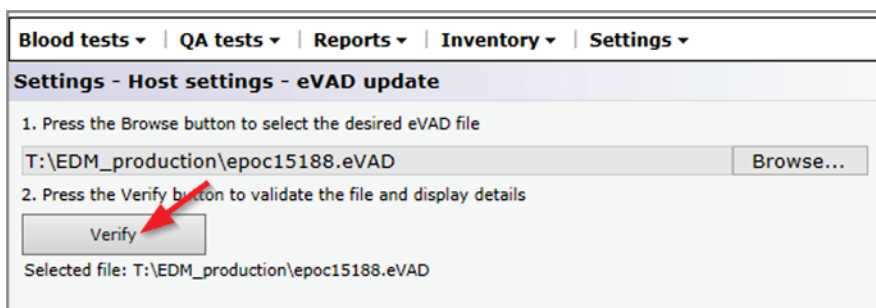 Blood tests ▾ | QA tests ▾ | Reports ▾ | Inventory ▾ | Settings ▾
Settings - Host settings - eVAD update
1. Press the Browse button to select the desired eVAD file
T:\EDM_production\epoc15188.eVAD Browse...
2. Press the Verify button to validate the file and display details
Verify
Selected file: T:\EDM_production\epoc15188.eVAD